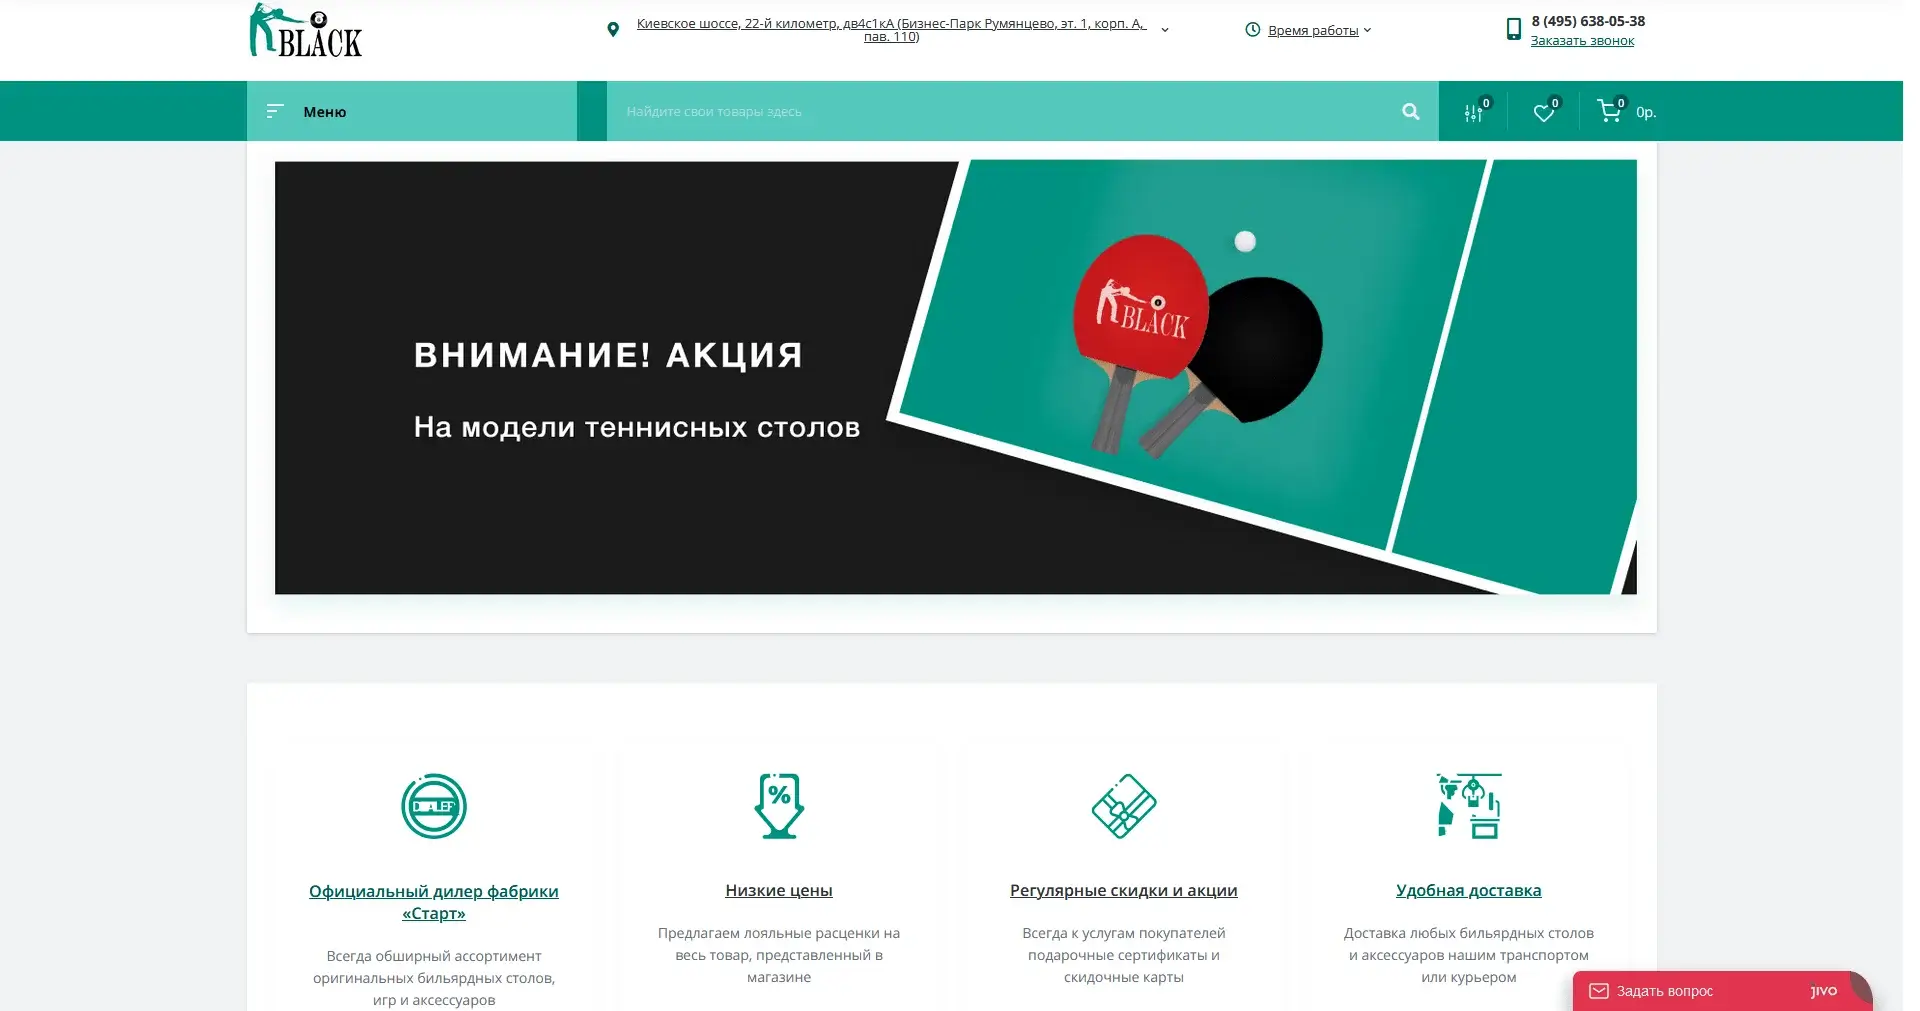 BLACK
Киевское шоссе, 22-й километр, дв4с1кА (Бизнес-Парк Румянцево, эт. 1, корп. А,
пав. 110)
Время работы
8 (495) 638-05-38
Заказать звонок
Меню
Найдите свои товары здесь
0
0
0
0р.
BLACK
ВНИМАНИЕ! АКЦИЯ
На модели теннисных столов
DEALER
%
Официальный дилер фабрики
«Старт»
Всегда обширный ассортимент
оригинальных бильярдных столов,
игр и аксессуаров
Низкие цены
Предлагаем лояльные расценки на
весь товар, представленный в
магазине
Регулярные скидки и акции
Всегда к услугам покупателей
подарочные сертификаты и
скидочные карты
Удобная доставка
Доставка любых бильярдных столов
и аксессуаров нашим транспортом
или курьером
Задать вопрос
jivo